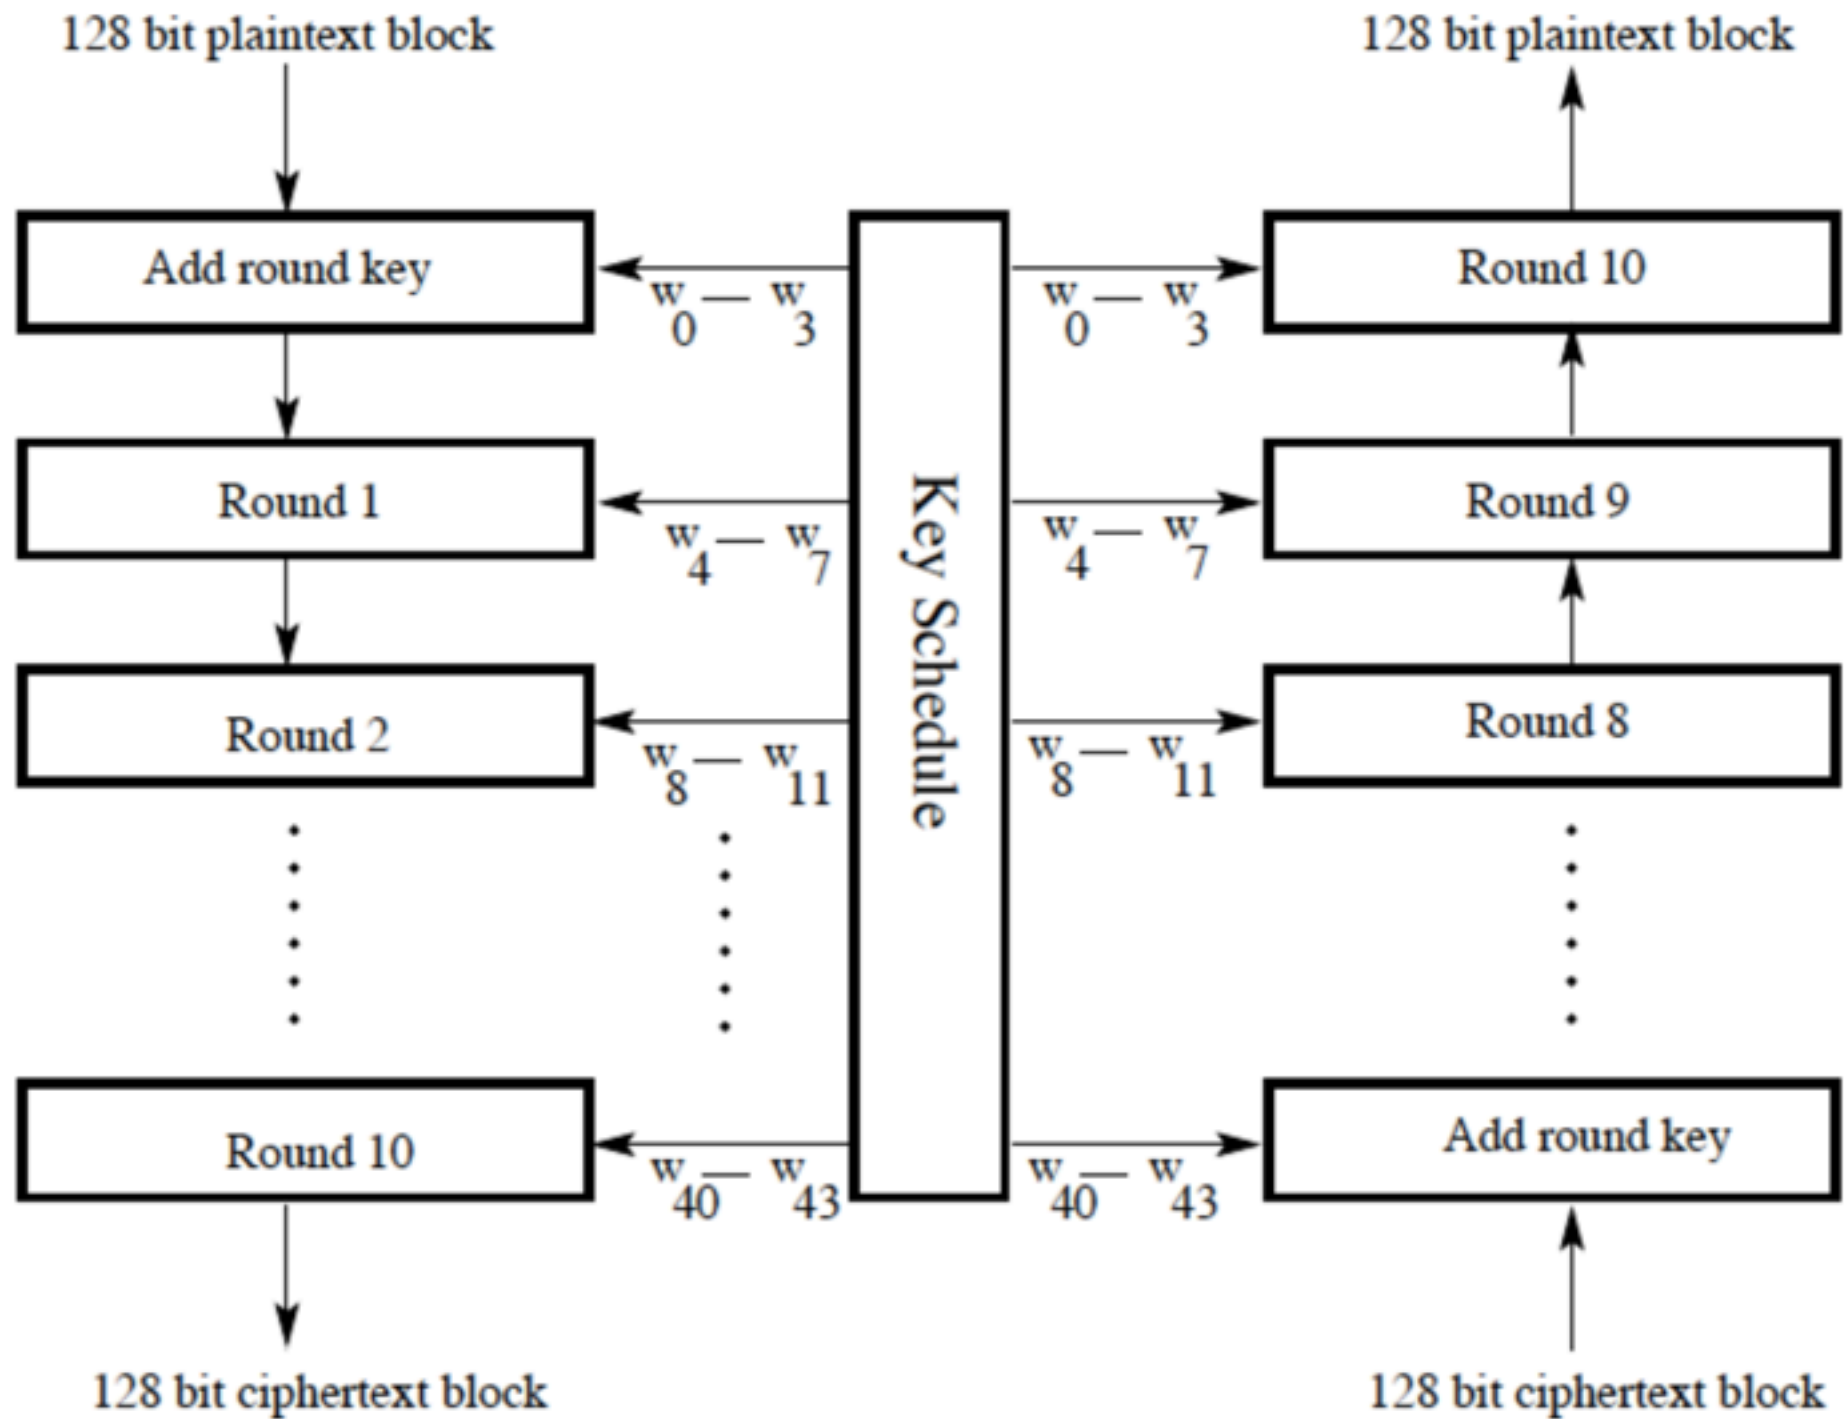 128 bit plaintext block
128 bit plaintext block
Add round key
w0 — w3
w0 — w3
Round 10
Round 1
w4 — w7
Key Schedule
w4 — w7
Round 9
Round 2
w8 — w11
w8 — w11
Round 8
Round 10
w40 — w43
w40 — w43
Add round key
128 bit ciphertext block
128 bit ciphertext block